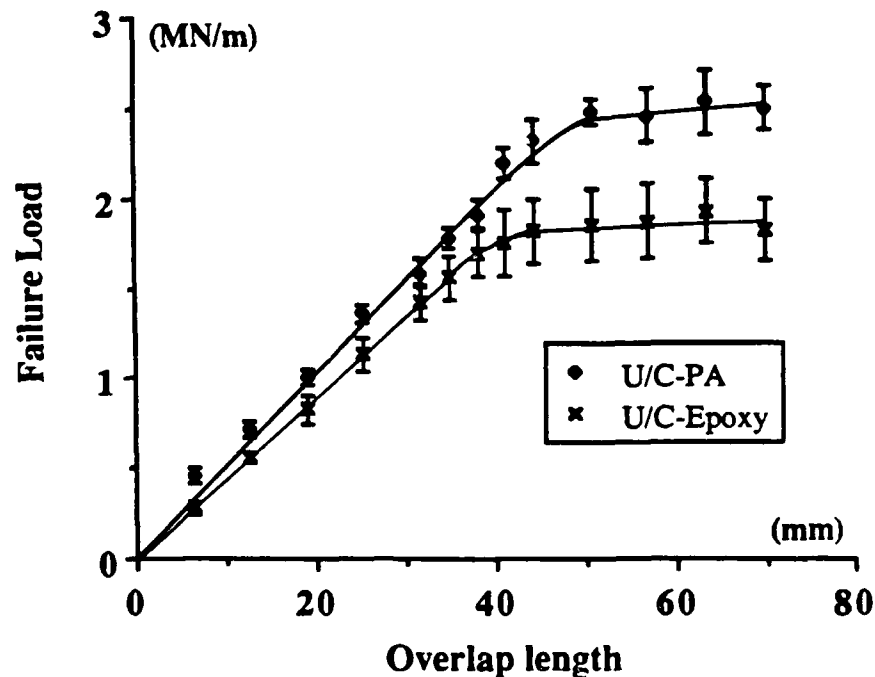 3
(MN/m)
2
Failure Load
U/C-PA
1
U/C-Epoxy
(mm)
0
0 20 40 60 80
Overlap length